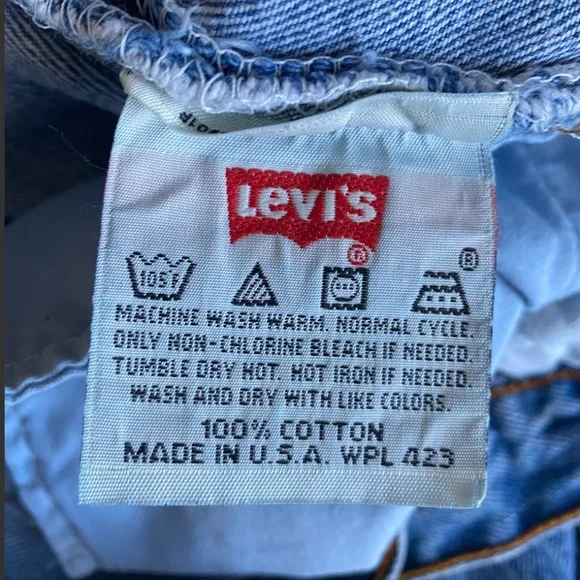 Levi's
®
®
105F
MACHINE WASH WARM. NORMAL CYCLE.
ONLY NON-CHLORINE BLEACH IF NEEDED.
TUMBLE DRY HOT. HOT IRON IF NEEDED.
WASH AND DRY WITH LIKE COLORS.
100% COTTON
MADE IN U.S.A. WPL 423